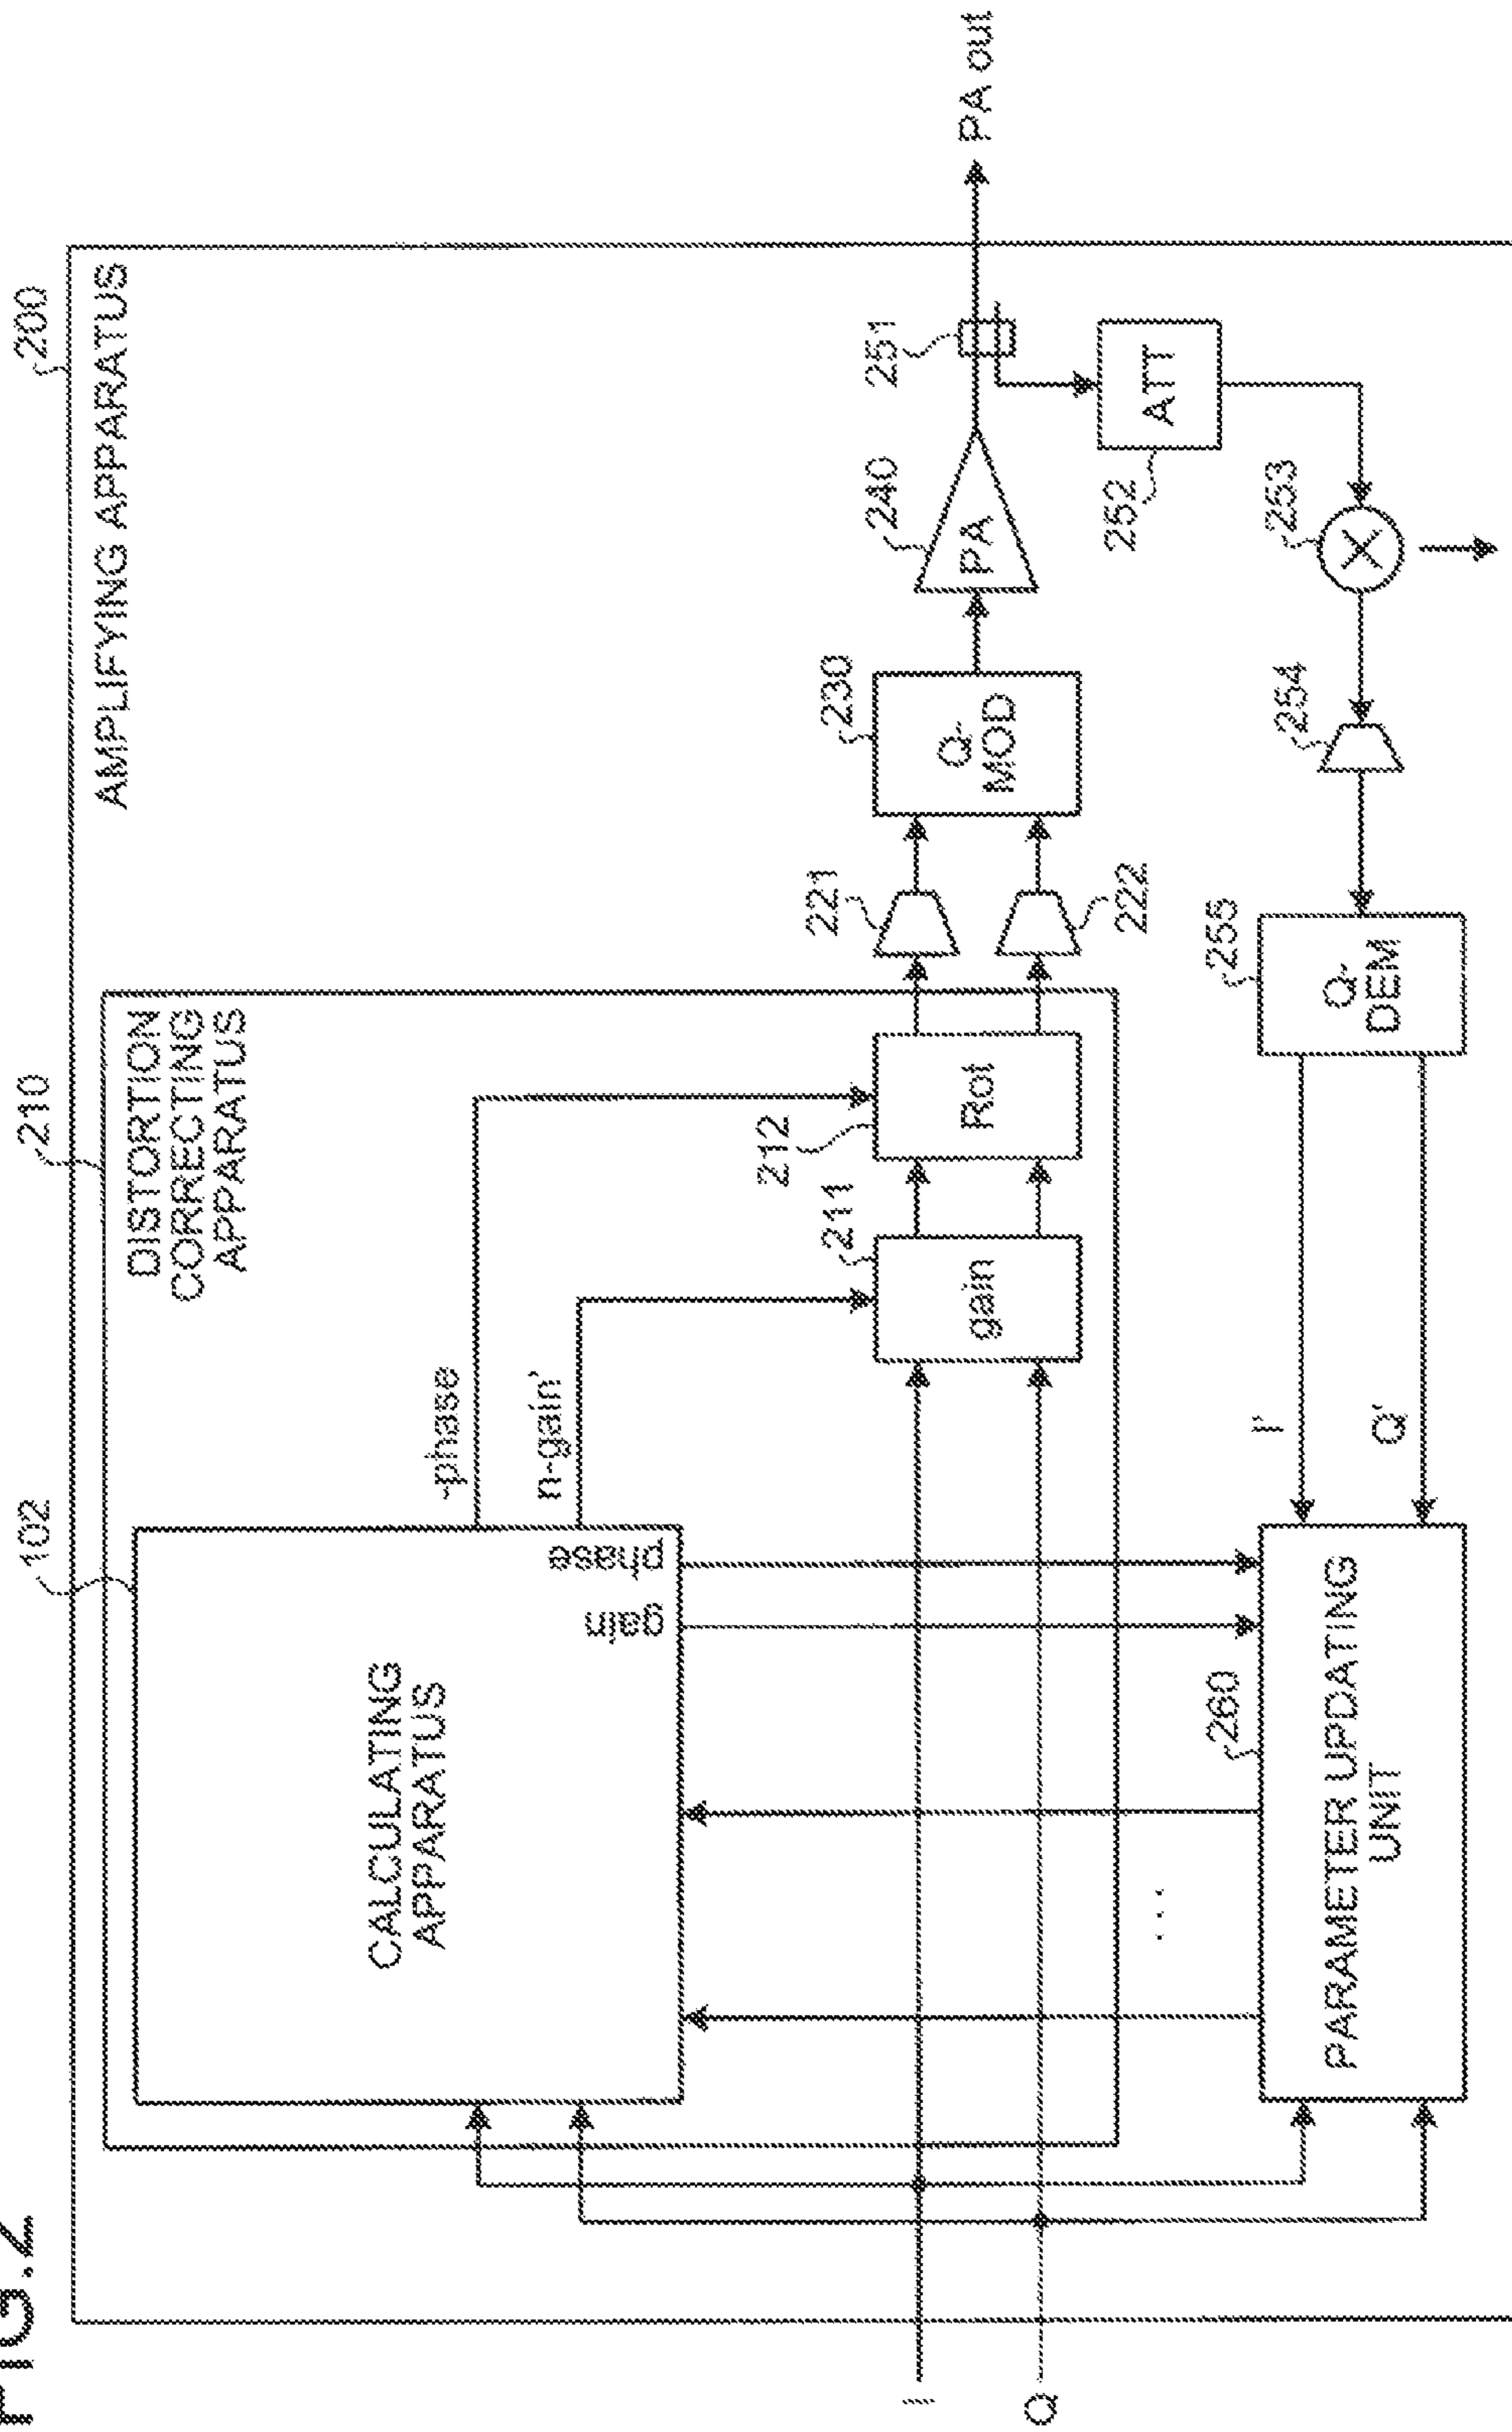 FIG.2
200
AMPLIFYING APPARATUS
210
DISTORTION
CORRECTING
APPARATUS
102
CALCULATING
APPARATUS
-phase
n-gain'
phase
gain
212
Rot
211
gain
221
222
230
Q-
MOD
240
PA
251
PA out
252
ATT
253
254
255
Q-
DEM
I'
Q'
260
PARAMETER UPDATING
UNIT
...
I
Q